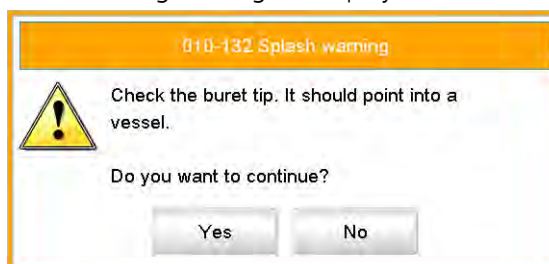 010-132 Splash warning
Check the buret tip. It should point into a
vessel.
Do you want to continue?
Yes No